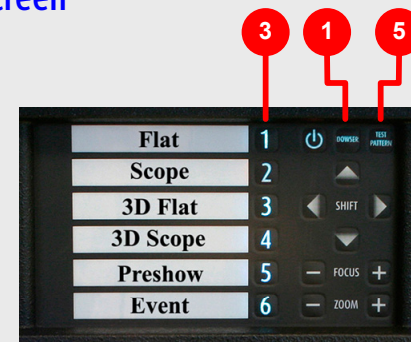 3 1 5
Flat 1 DOWSER TEST PATTERN
Scope 2
3D Flat 3 SHIFT
3D Scope 4
Preshow 5 − FOCUS +
Event 6 − ZOOM +